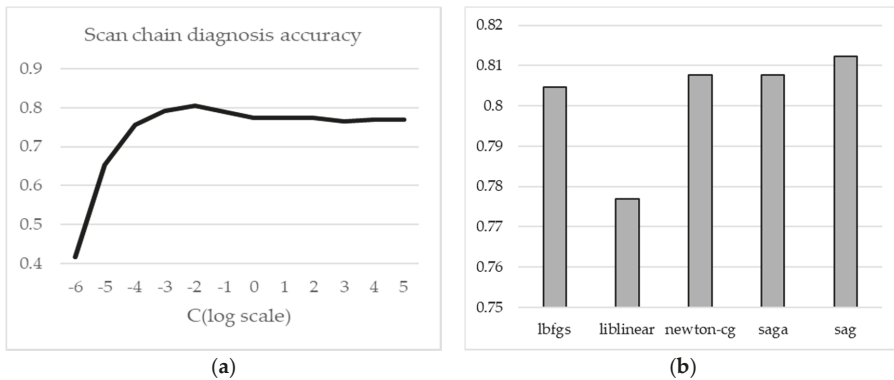 Scan chain diagnosis accuracy
0.9
0.8
0.7
0.6
0.5
0.4
-6 -5 -4 -3 -2 -1 0 1 2 3 4 5
C(log scale)
(a)
0.82
0.81
0.8
0.79
0.78
0.77
0.76
0.75
lbfgs liblinear newton-cg saga sag
(b)